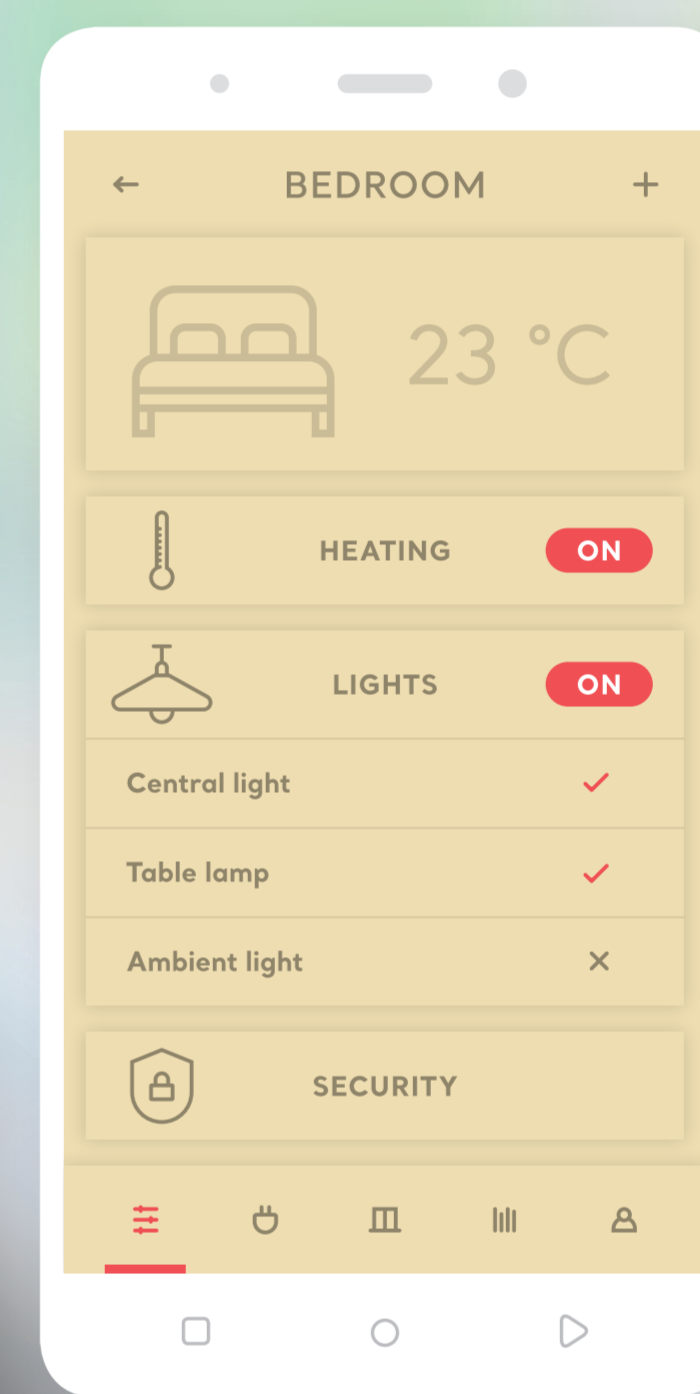 BEDROOM
23 °C
HEATING ON
LIGHTS ON
Central light
Table lamp
Ambient light
SECURITY